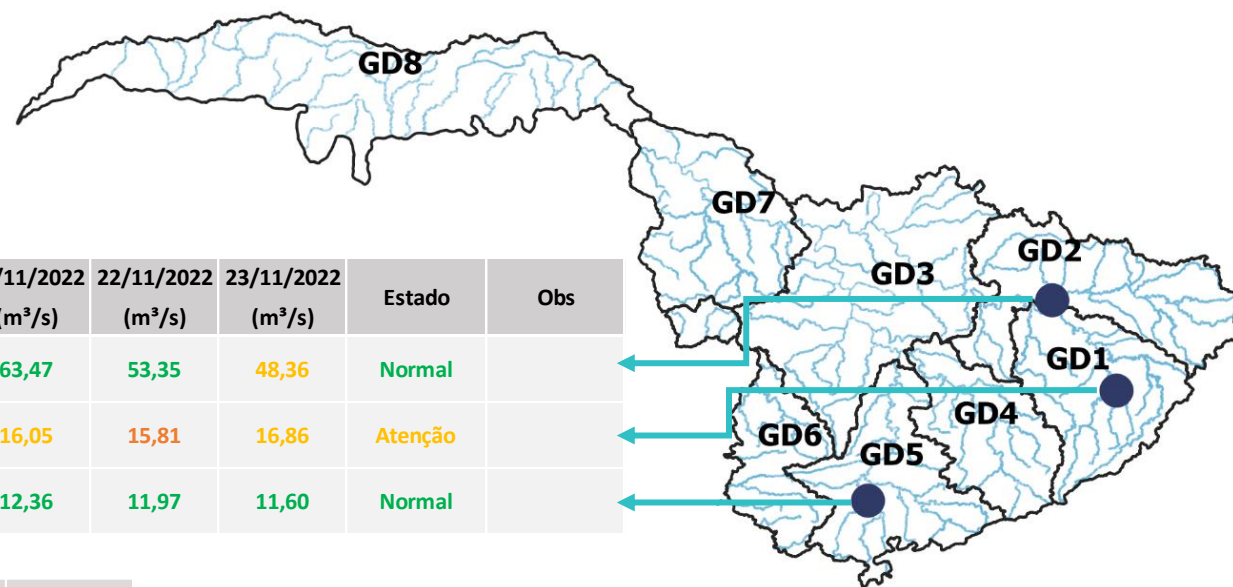 GD8
GD7
GD2
GD3
GD1
GD4
GD6
GD5
/11/2022 22/11/2022 23/11/2022 Estado Obs
(m³/s) (m³/s) (m³/s)
63,47 53,35 48,36 Normal
16,05 15,81 16,86 Atenção
12,36 11,97 11,60 Normal